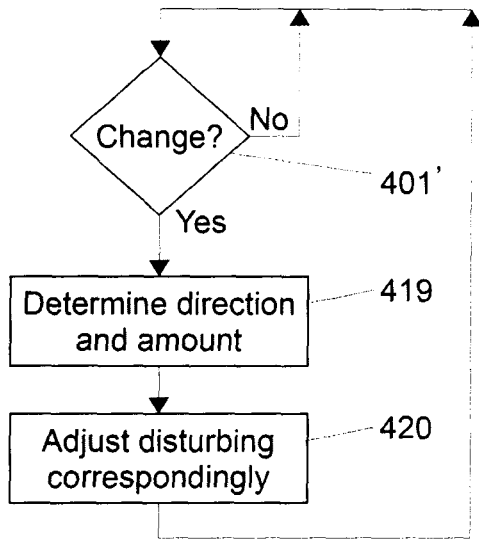 Change?
No
401'
Yes
Determine direction
and amount
419
Adjust disturbing
correspondingly
420